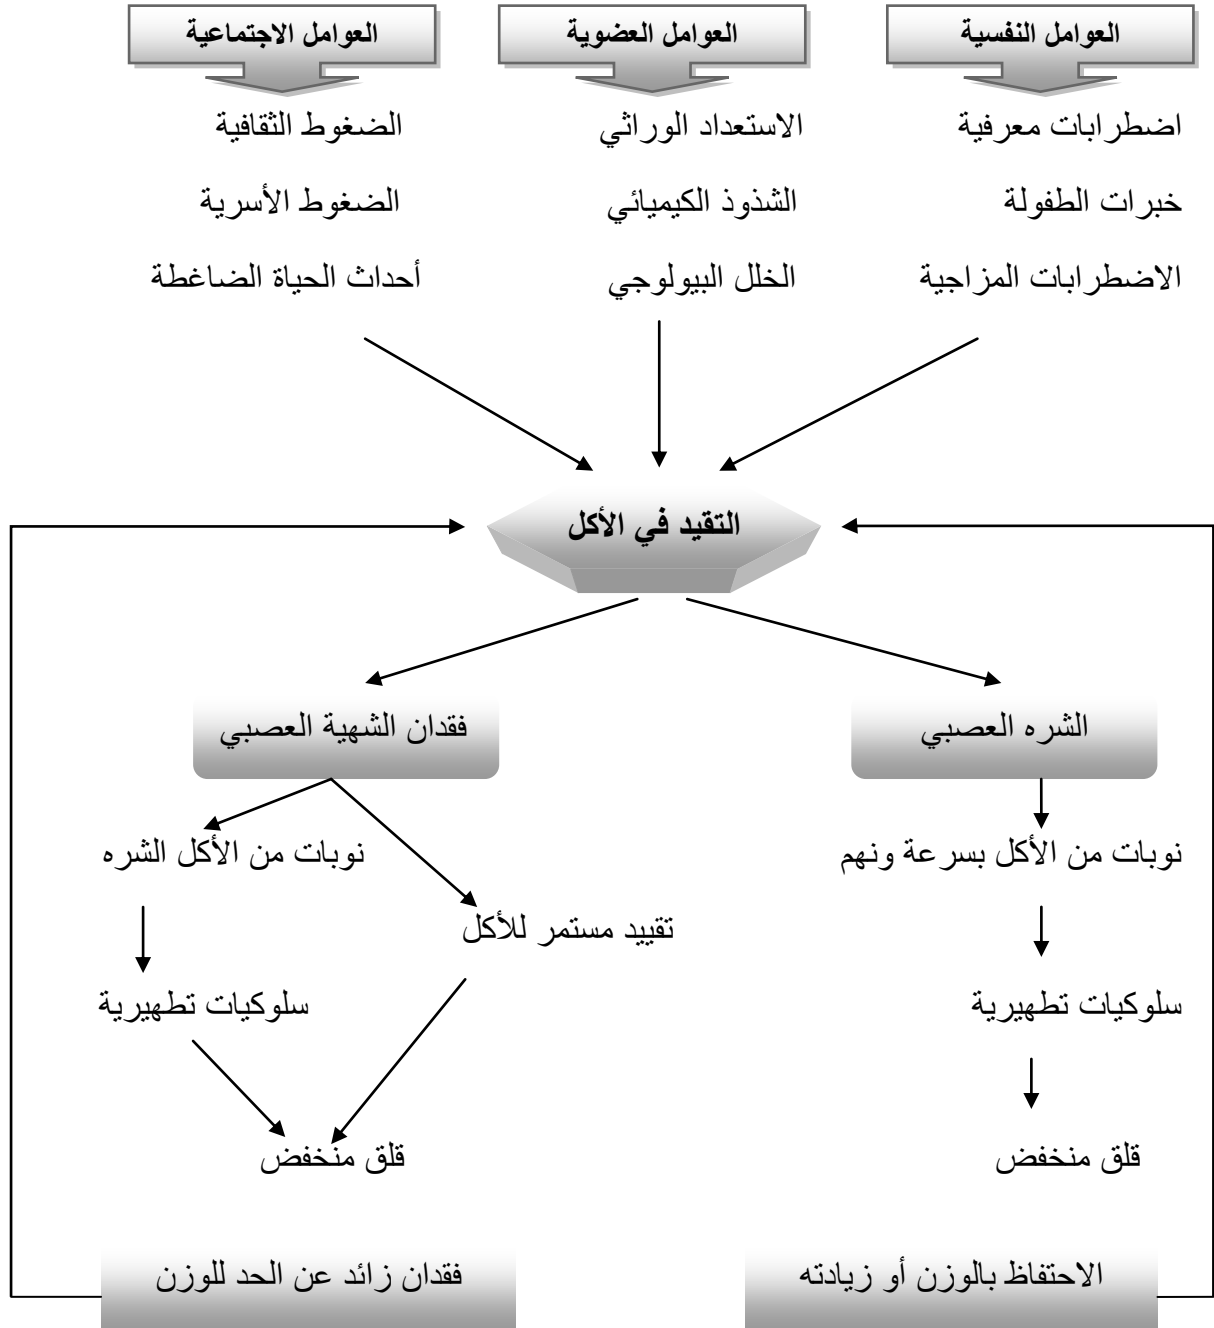 العوامل النفسية
العوامل العضوية
العوامل الاجتماعية
اضطرابات معرفية
الاستعداد الوراثي
الضغوط الثقافية
خبرات الطفولة
الشذوذ الكيميائي
الضغوط الأسرية
الاضطرابات المزاجية
الخلل البيولوجي
أحداث الحياة الضاغطة
التقيد في الأكل
الشره العصبي
فقدان الشهية العصبي
نوبات من الأكل بسرعة ونهم
نوبات من الأكل الشره
تقييد مستمر للأكل
سلوكيات تطهيرية
سلوكيات تطهيرية
قلق منخفض
قلق منخفض
الاحتفاظ بالوزن أو زيادته
فقدان زائد عن الحد للوزن